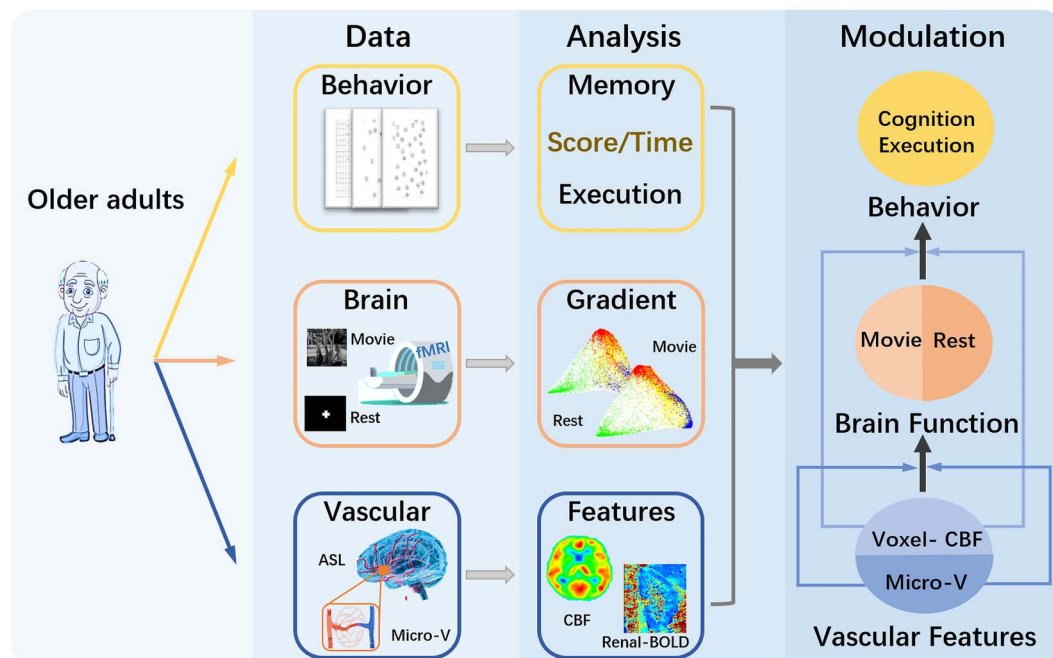 Data
Analysis
Modulation
Older adults
Behavior
Memory
Score/Time
Execution
Cognition
Execution
Behavior
Brain
Movie
fMRI
Rest
Gradient
Movie
Rest
Movie Rest
Brain Function
Vascular
ASL
Micro-V
Features
CBF
Renal-BOLD
Voxel- CBF
Micro-V
Vascular Features